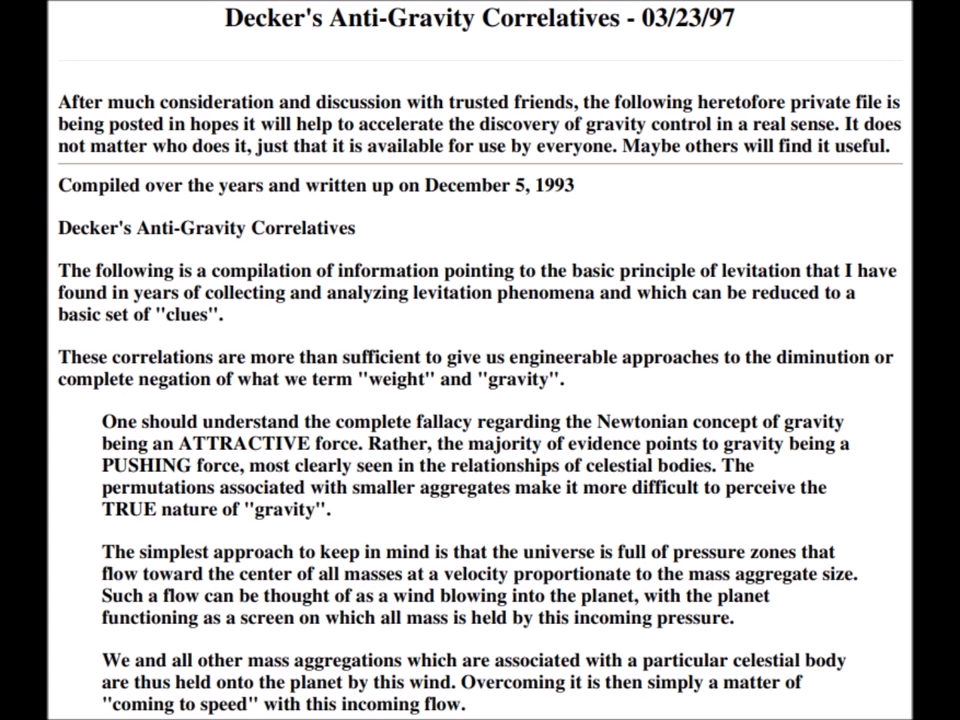 Decker's Anti-Gravity Correlatives - 03/23/97
After much consideration and discussion with trusted friends, the following heretofore private file is
being posted in hopes it will help to accelerate the discovery of gravity control in a real sense. It does
not matter who does it, just that it is available for use by everyone. Maybe others will find it useful.
Compiled over the years and written up on December 5, 1993
Decker's Anti-Gravity Correlatives
The following is a compilation of information pointing to the basic principle of levitation that I have
found in years of collecting and analyzing levitation phenomena and which can be reduced to a
basic set of "clues".
These correlations are more than sufficient to give us engineerable approaches to the diminution or
complete negation of what we term "weight" and "gravity".
One should understand the complete fallacy regarding the Newtonian concept of gravity
being an ATTRACTIVE force. Rather, the majority of evidence points to gravity being a
PUSHING force, most clearly seen in the relationships of celestial bodies. The
permutations associated with smaller aggregates make it more difficult to perceive the
TRUE nature of "gravity".
The simplest approach to keep in mind is that the universe is full of pressure zones that
flow toward the center of all masses at a velocity proportionate to the mass aggregate size.
Such a flow can be thought of as a wind blowing into the planet, with the planet
functioning as a screen on which all mass is held by this incoming pressure.
We and all other mass aggregations which are associated with a particular celestial body
are thus held onto the planet by this wind. Overcoming it is then simply a matter of
"coming to speed" with this incoming flow.